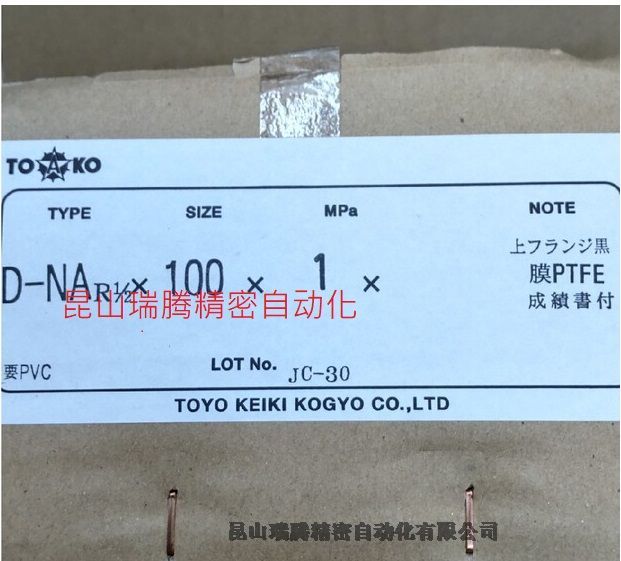 TOAKO
TYPE SIZE MPa NOTE
D-NA R½× 100 × 1 ×
上フランジ黒
膜PTFE
成績書付
昆山瑞腾精密自动化
要PVC
LOT No. JC-30
TOYO KEIKI KOGYO CO.,LTD
昆山瑞腾精密自动化有限公司